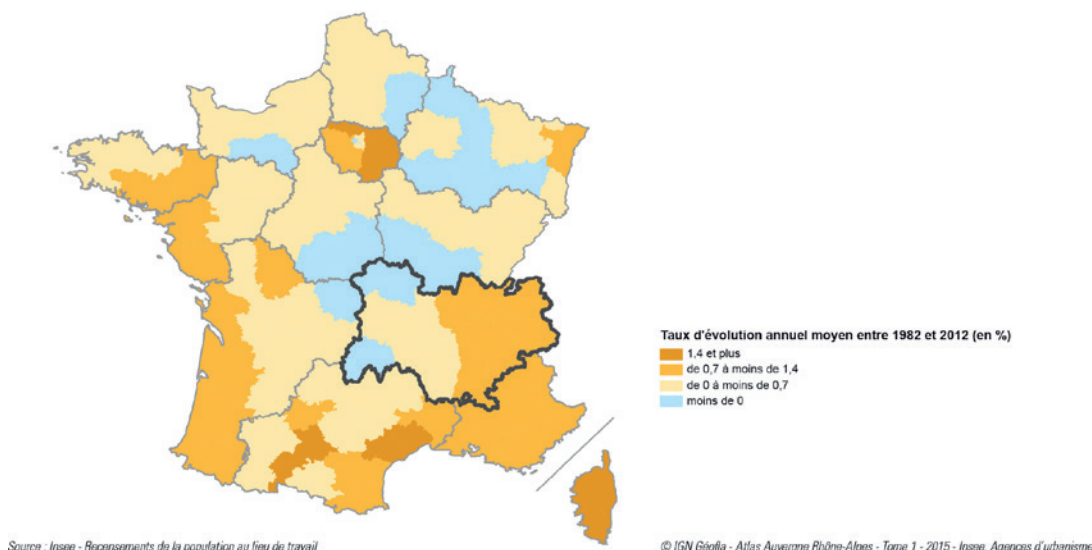 Taux d'évolution annuel moyen entre 1982 et 2012 (en %)
1,4 et plus
de 0,7 à moins de 1,4
de 0 à moins de 0,7
moins de 0
Source : Insee - Recensements de la population au lieu de travail
© IGN Géofla - Atlas Auvergne Rhône-Alpes - Tome 1 - 2015 - Insee, Agences d'urbanisme